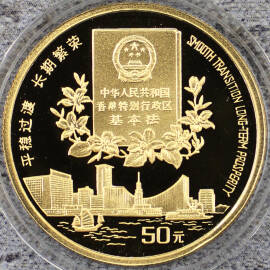 平稳过渡 长期繁荣
中华人民共和国
香港特别行政区
基本法
SMOOTH TRANSITION LONG-TERM PROSPERITY
50元